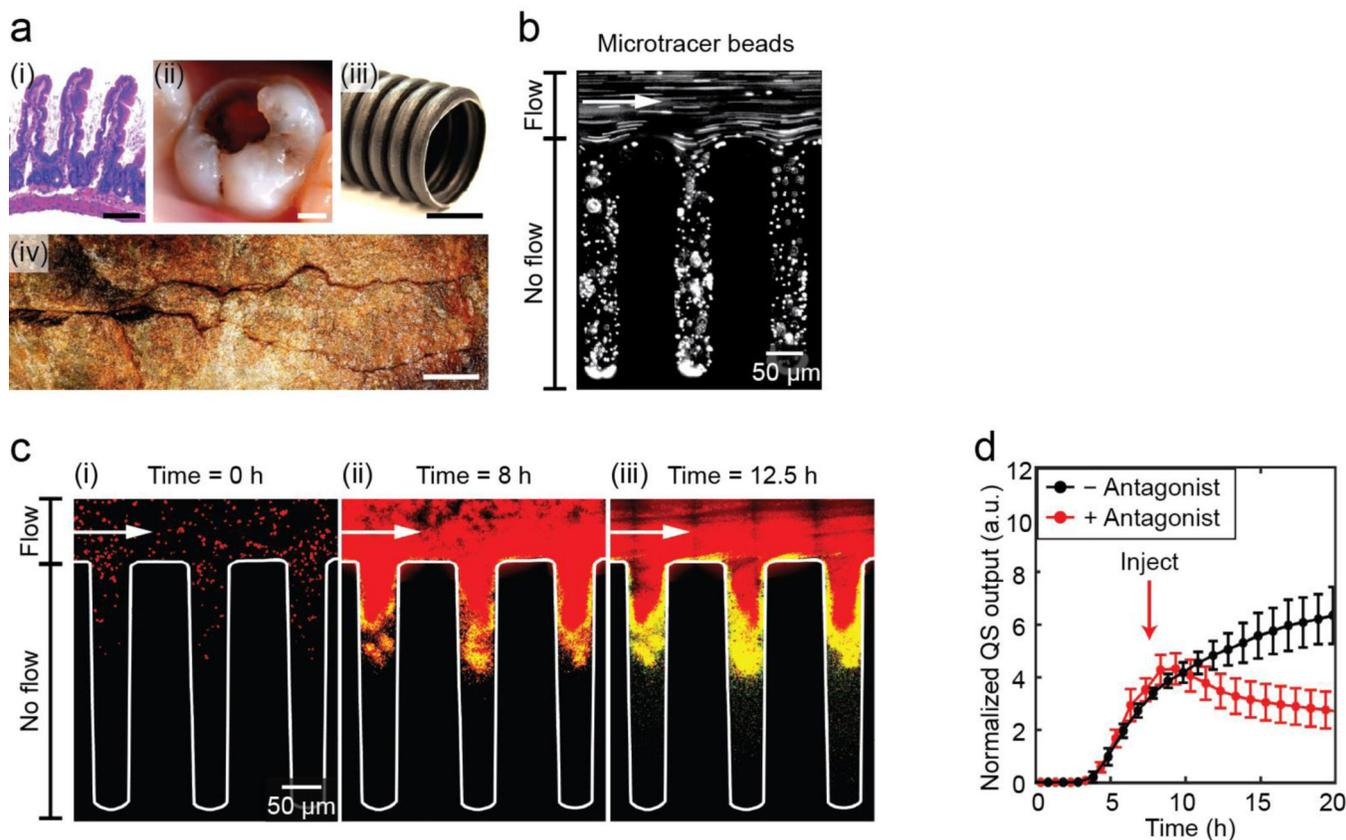 a
(i)
(ii)
(iii)
(iv)
b
Microtracer beads
Flow
No flow
50 µm
c
(i) Time = 0 h
(ii) Time = 8 h
(iii) Time = 12.5 h
Flow
No flow
50 µm
d
Normalized QS output (a.u.)
12
10
8
6
4
2
0
– Antagonist
+ Antagonist
Inject
0 5 10 15 20
Time (h)